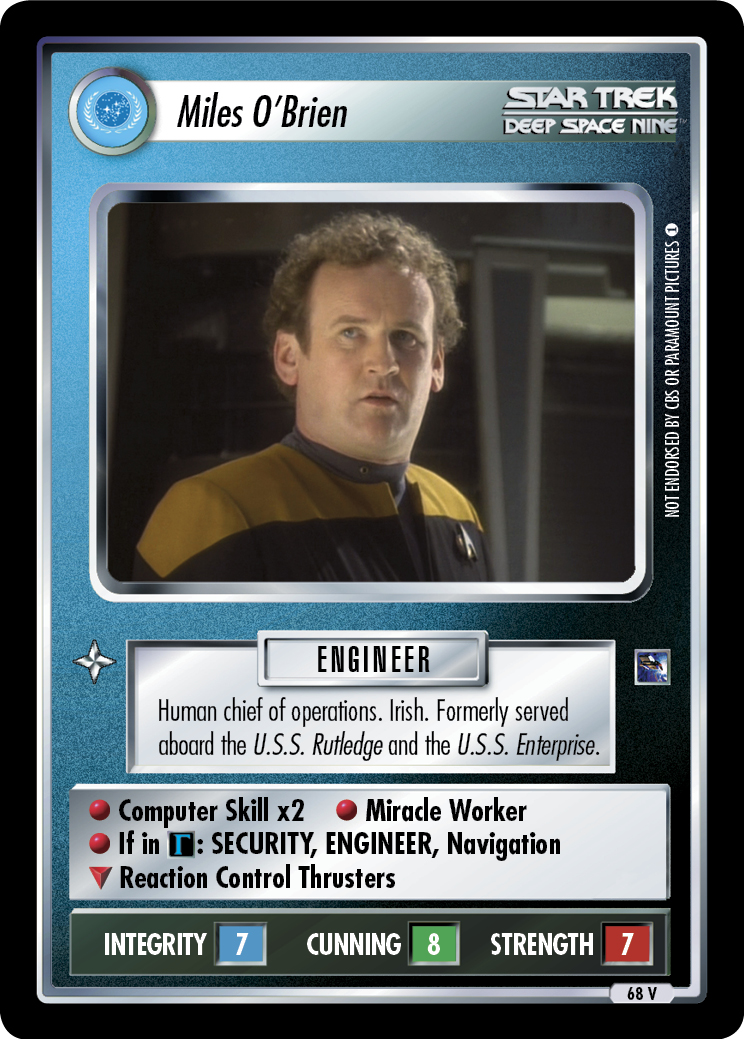 Miles O'Brien
STAR TREK
DEEP SPACE NINE™
NOT ENDORSED BY CBS OR PARAMOUNT PICTURES 1
ENGINEER
Human chief of operations. Irish. Formerly served
aboard the U.S.S. Rutledge and the U.S.S. Enterprise.
Computer Skill x2 Miracle Worker
If in Γ: SECURITY, ENGINEER, Navigation
Reaction Control Thrusters
INTEGRITY 7 CUNNING 8 STRENGTH 7
68 V